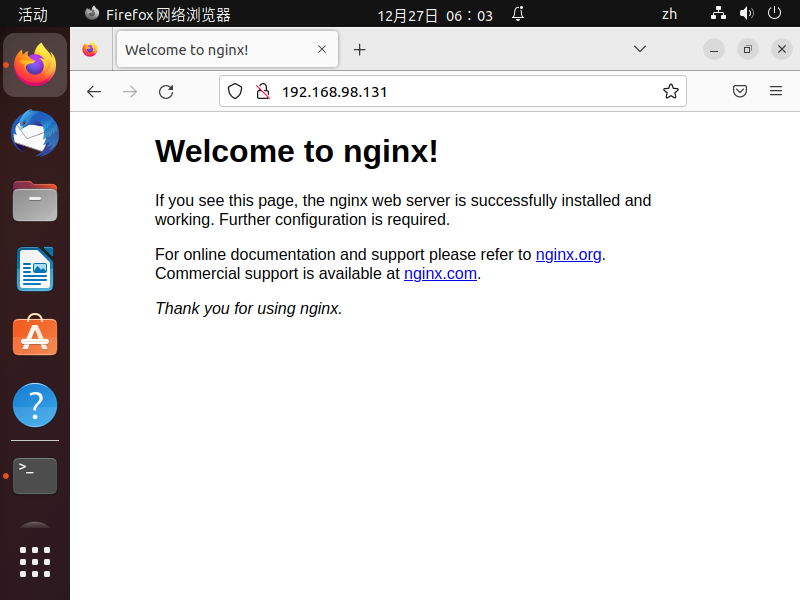 活动
Firefox 网络浏览器
12月27日 06：03
zh
Welcome to nginx!
192.168.98.131
Welcome to nginx!
If you see this page, the nginx web server is successfully installed and
working. Further configuration is required.
For online documentation and support please refer to nginx.org.
Commercial support is available at nginx.com.
Thank you for using nginx.